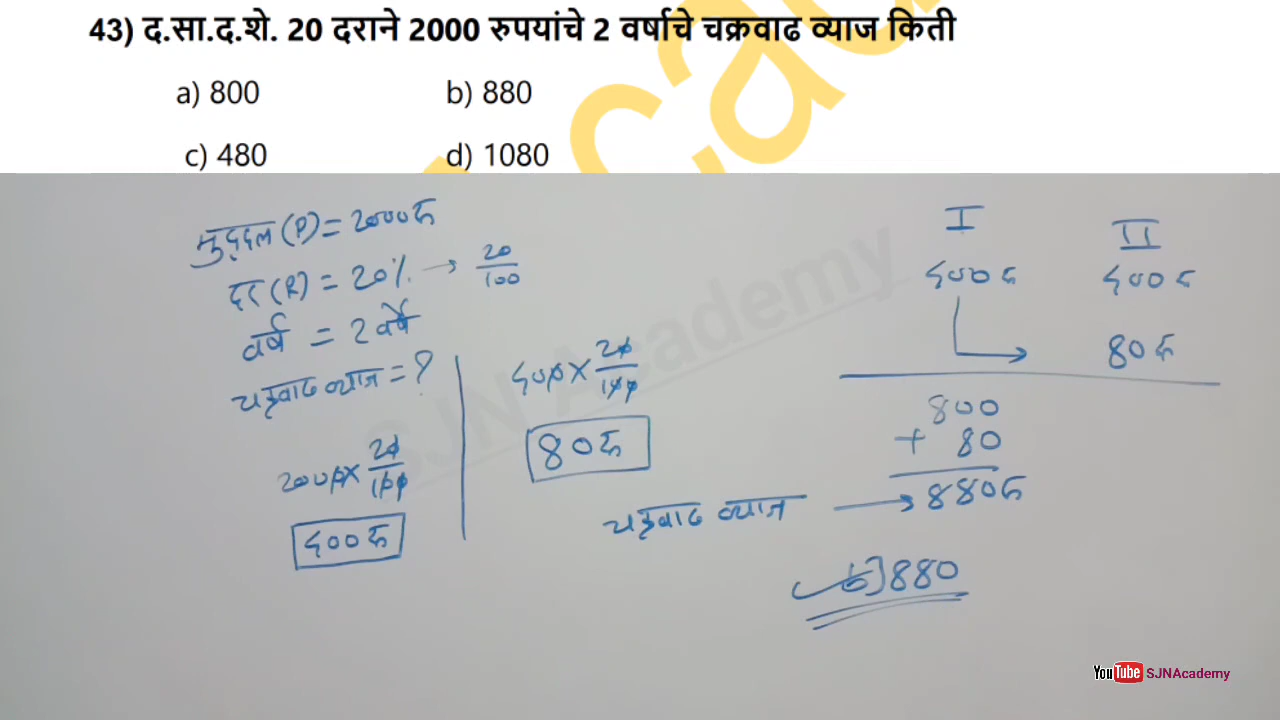 43) द.सा.द.शे. 20 दराने 2000 रुपयांचे 2 वर्षाचे चक्रवाढ व्याज किती
a) 800 b) 880
c) 480 d) 1080
मुद्दल (P) = 2000रु
दर (R) = 20% → 20/100
वर्ष = 2 वर्षे
चक्रवाढ व्याज = ?
2000 × 20/100
400रु
400 × 20/100
80रु
I II
400रु 400रु
80रु
800
+ 80
चक्रवाढ व्याज → 880रु
b) 880
SJN Academy
YouTube SJNAcademy